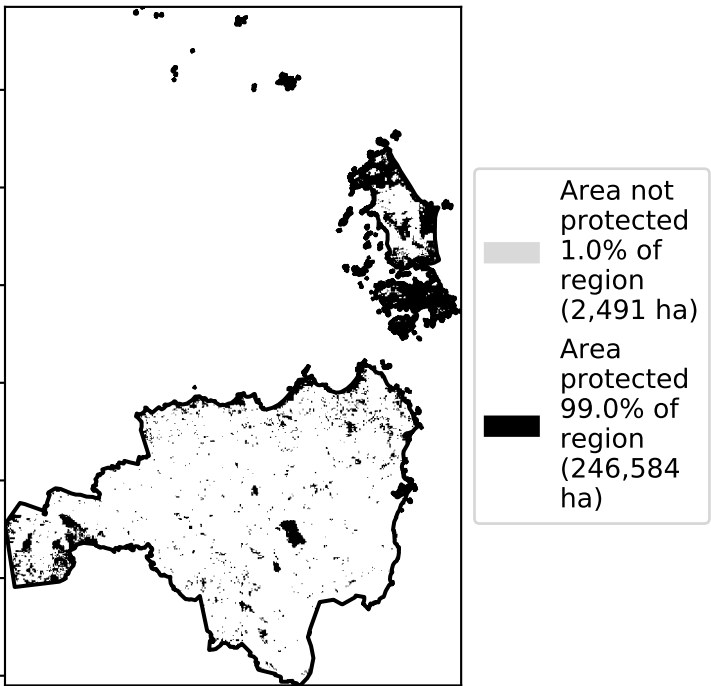 Area not
protected
1.0% of
region
(2,491 ha)
Area
protected
99.0% of
region
(246,584
ha)